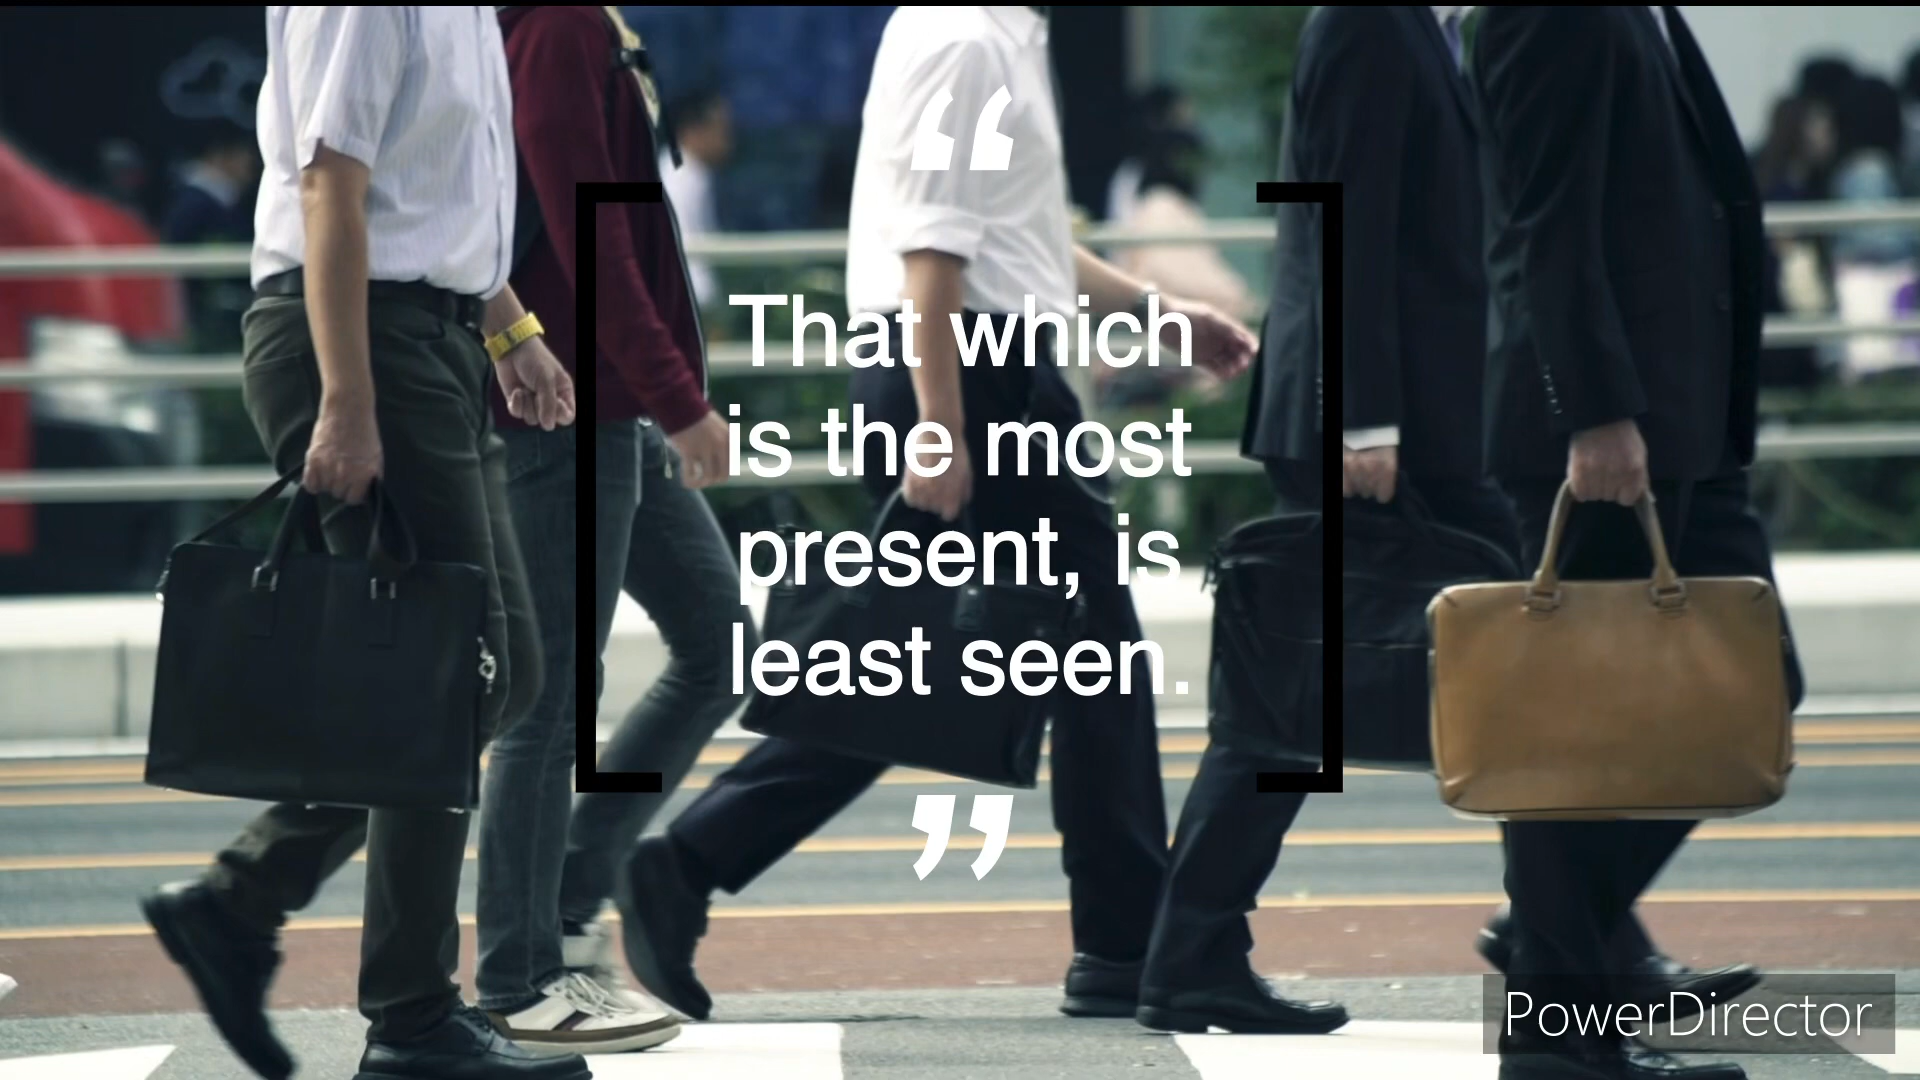 “
That which
is the most
present, is
least seen.
”
PowerDirector